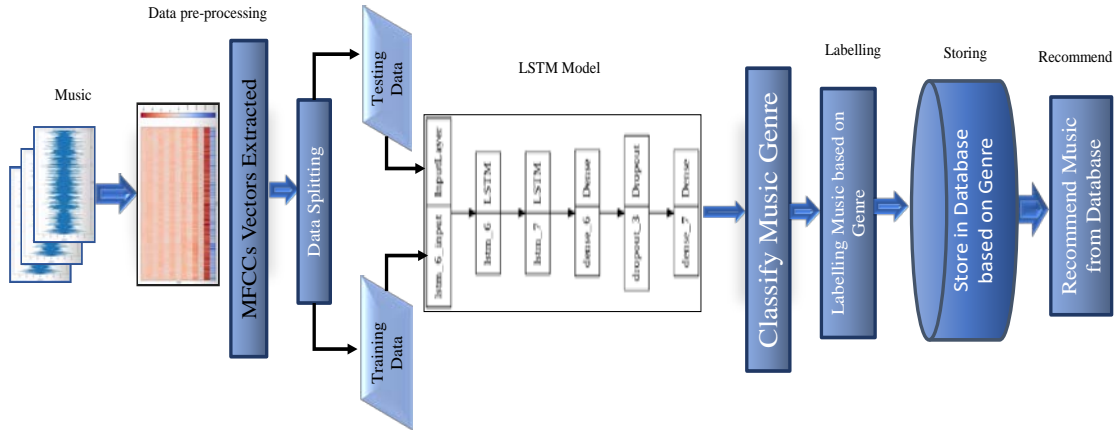 Data pre-processing
Music
MFCCs Vectors Extracted
Data Splitting
Testing
Data
Training
Data
LSTM Model
lstm_6_input
InputLayer
lstm_6
LSTM
lstm_7
LSTM
dense_6
Dense
dropout_3
Dropout
dense_7
Dense
Classify Music Genre
Labelling
Labelling Music based on
Genre
Storing
Store in Database
based on Genre
Recommend
Recommend Music
from Database